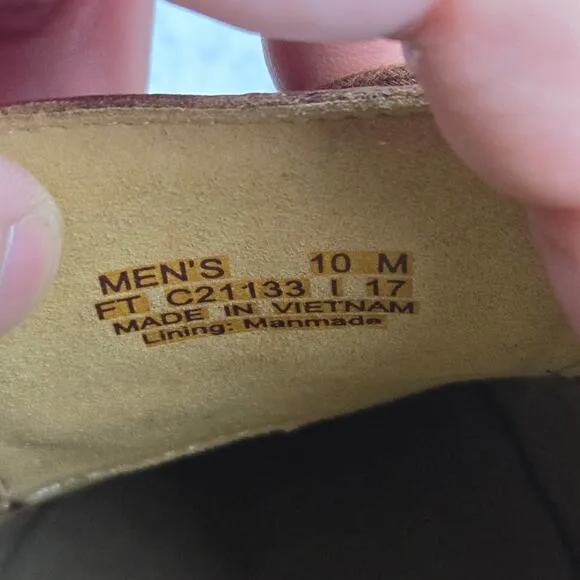 MEN'S 10 M
FT C21133 I 17
MADE IN VIETNAM
Lining: Manmade